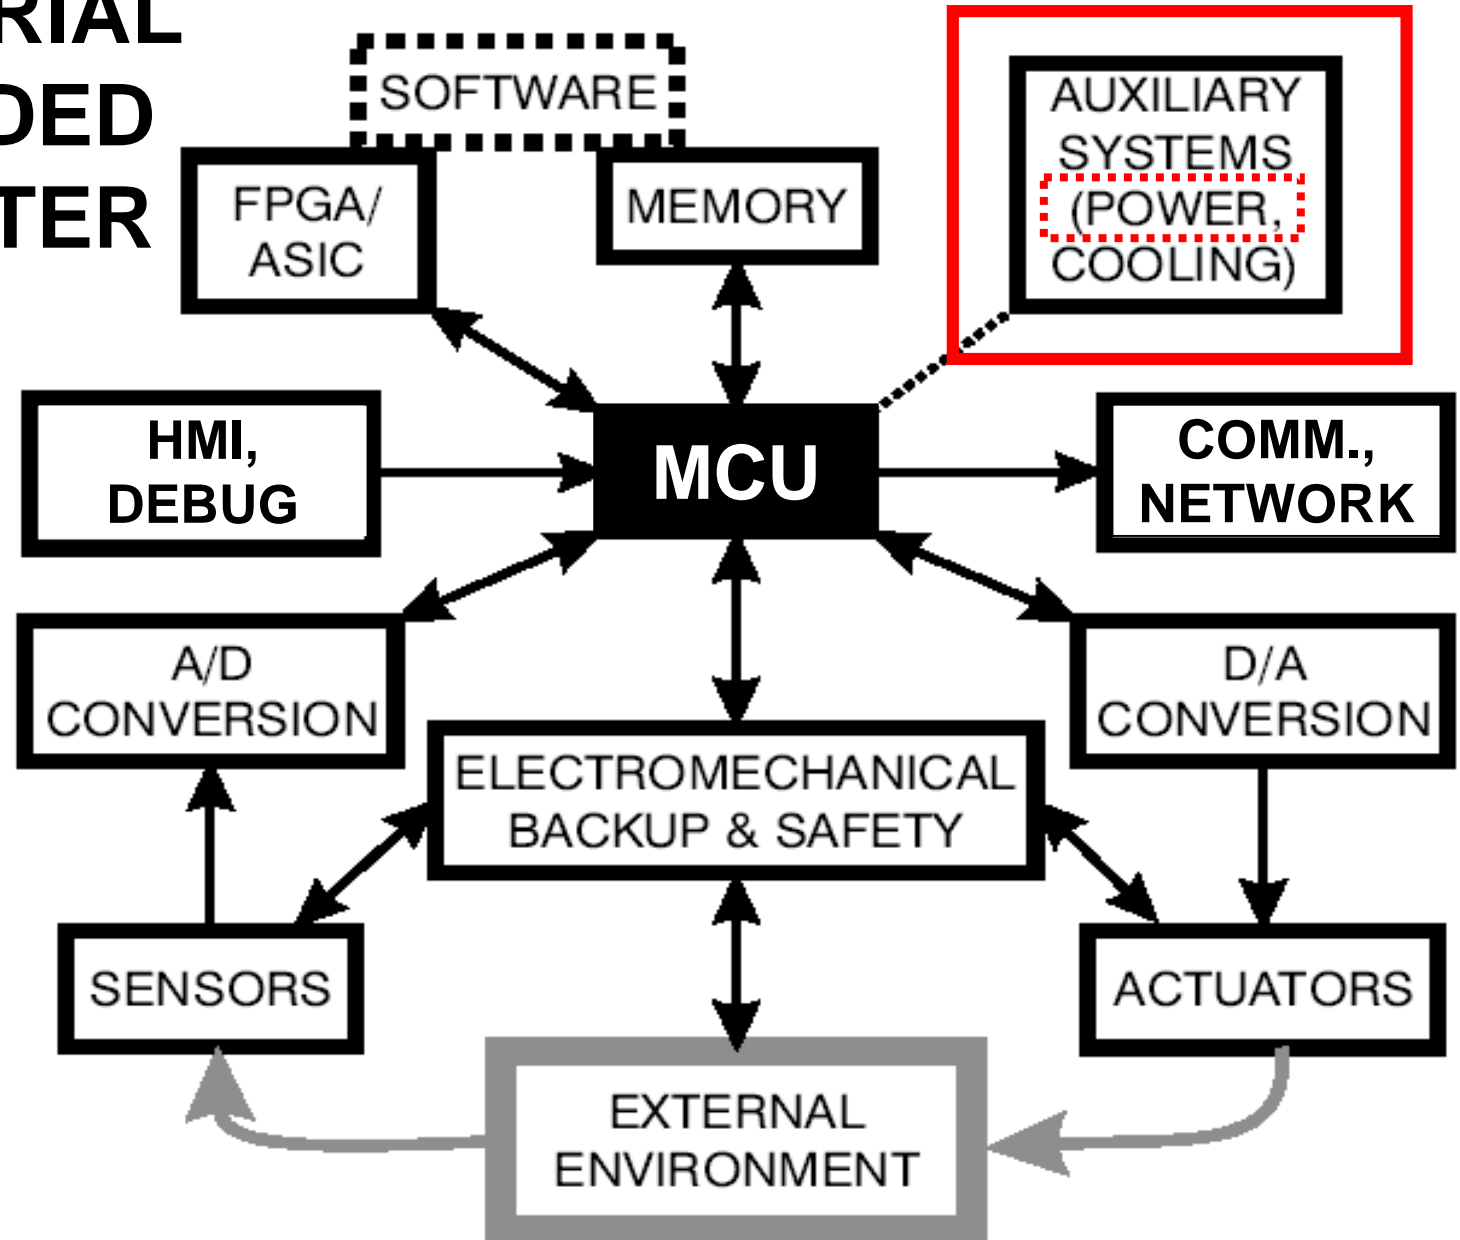 RIAL
DED
TER
SOFTWARE
FPGA/
ASIC
MEMORY
AUXILIARY
SYSTEMS
(POWER,
COOLING)
HMI,
DEBUG
MCU
COMM.,
NETWORK
A/D
CONVERSION
D/A
CONVERSION
ELECTROMECHANICAL
BACKUP & SAFETY
SENSORS
ACTUATORS
EXTERNAL
ENVIRONMENT